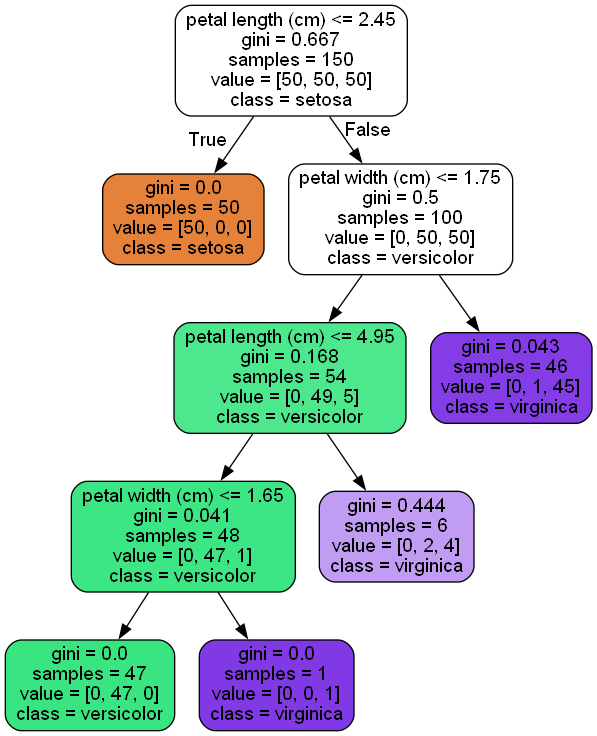 petal length (cm) <= 2.45
gini = 0.667
samples = 150
value = [50, 50, 50]
class = setosa
True
False
gini = 0.0
samples = 50
value = [50, 0, 0]
class = setosa
petal width (cm) <= 1.75
gini = 0.5
samples = 100
value = [0, 50, 50]
class = versicolor
petal length (cm) <= 4.95
gini = 0.168
samples = 54
value = [0, 49, 5]
class = versicolor
gini = 0.043
samples = 46
value = [0, 1, 45]
class = virginica
petal width (cm) <= 1.65
gini = 0.041
samples = 48
value = [0, 47, 1]
class = versicolor
gini = 0.444
samples = 6
value = [0, 2, 4]
class = virginica
gini = 0.0
samples = 47
value = [0, 47, 0]
class = versicolor
gini = 0.0
samples = 1
value = [0, 0, 1]
class = virginica